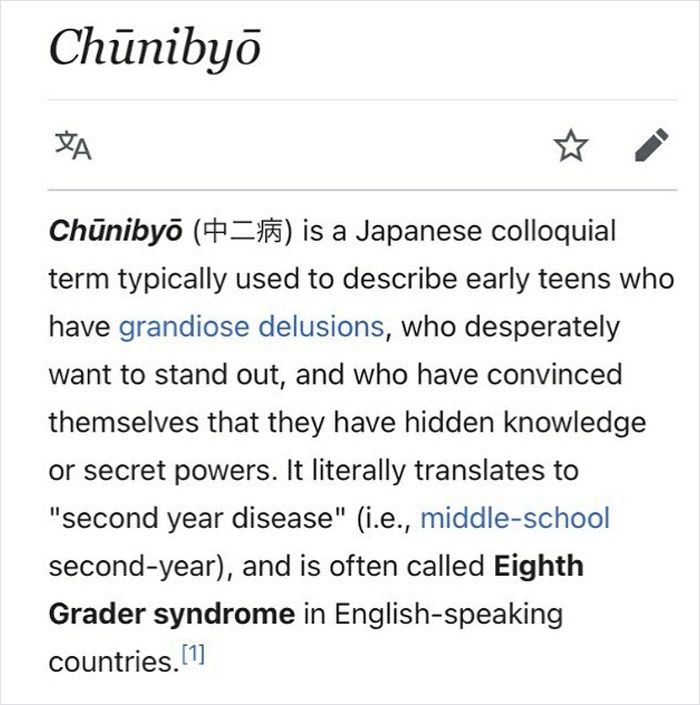 Chūnibyō
文A
Chūnibyō (中二病) is a Japanese colloquial
term typically used to describe early teens who
have grandiose delusions, who desperately
want to stand out, and who have convinced
themselves that they have hidden knowledge
or secret powers. It literally translates to
"second year disease" (i.e., middle-school
second-year), and is often called Eighth
Grader syndrome in English-speaking
countries.[1]